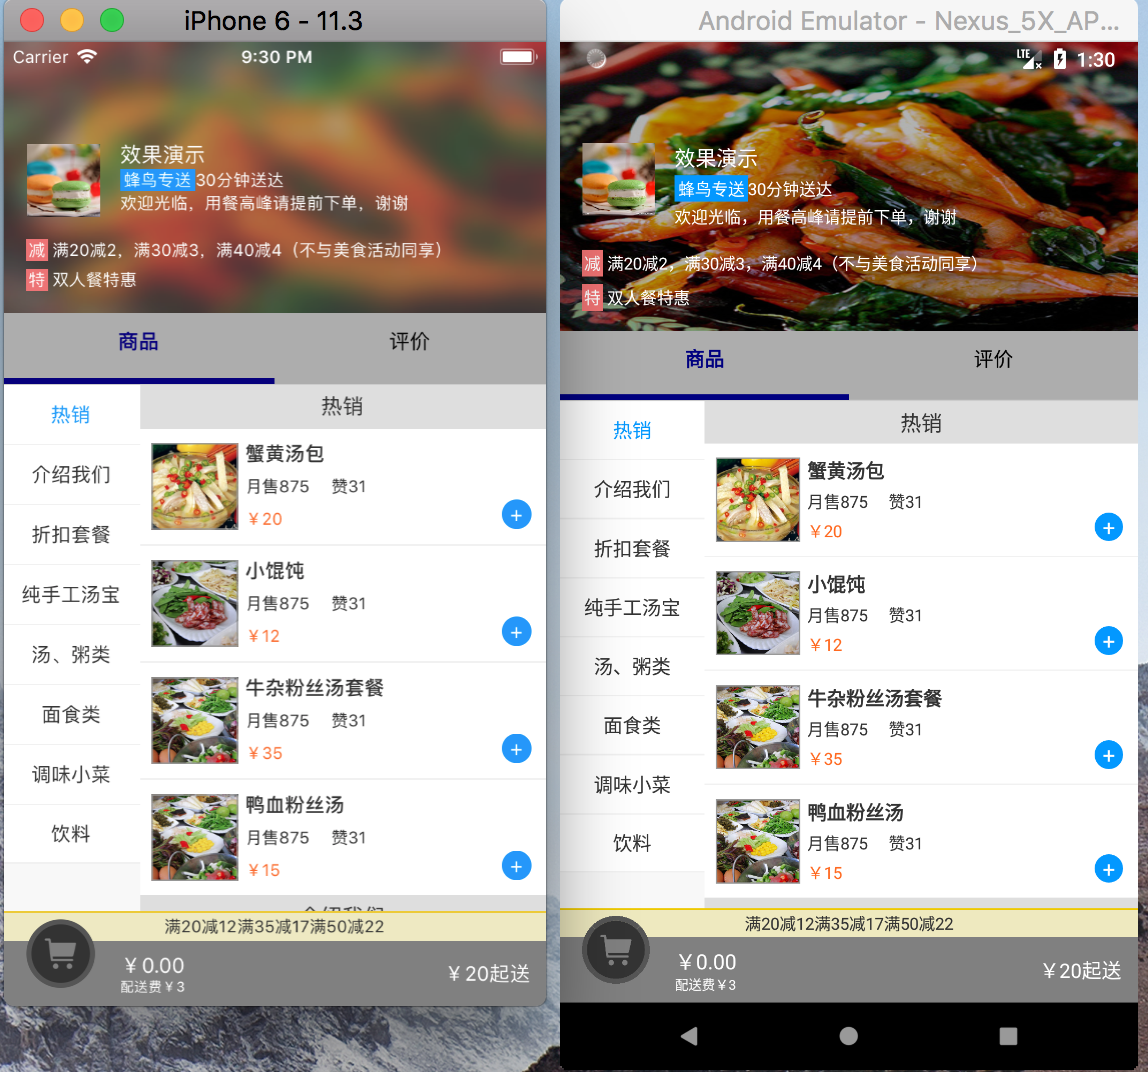 iPhone 6 - 11.3
Carrier 9:30 PM
效果演示
蜂鸟专送 30分钟送达
欢迎光临，用餐高峰请提前下单，谢谢
减 满20减2，满30减3，满40减4（不与美食活动同享）
特 双人餐特惠
商品 评价
热销
介绍我们
折扣套餐
纯手工汤宝
汤、粥类
面食类
调味小菜
饮料
热销
蟹黄汤包
月售875 赞31
￥20
+
小馄饨
月售875 赞31
￥12
+
牛杂粉丝汤套餐
月售875 赞31
￥35
+
鸭血粉丝汤
月售875 赞31
￥15
+
介绍我们
满20减12满35减17满50减22
￥0.00
配送费￥3
￥20起送
Android Emulator - Nexus_5X_AP...
LTE 1:30
效果演示
蜂鸟专送 30分钟送达
欢迎光临，用餐高峰请提前下单，谢谢
减 满20减2，满30减3，满40减4（不与美食活动同享）
特 双人餐特惠
商品 评价
热销
介绍我们
折扣套餐
纯手工汤宝
汤、粥类
面食类
调味小菜
饮料
热销
蟹黄汤包
月售875 赞31
￥20
+
小馄饨
月售875 赞31
￥12
+
牛杂粉丝汤套餐
月售875 赞31
￥35
+
鸭血粉丝汤
月售875 赞31
￥15
+
满20减12满35减17满50减22
￥0.00
配送费￥3
￥20起送